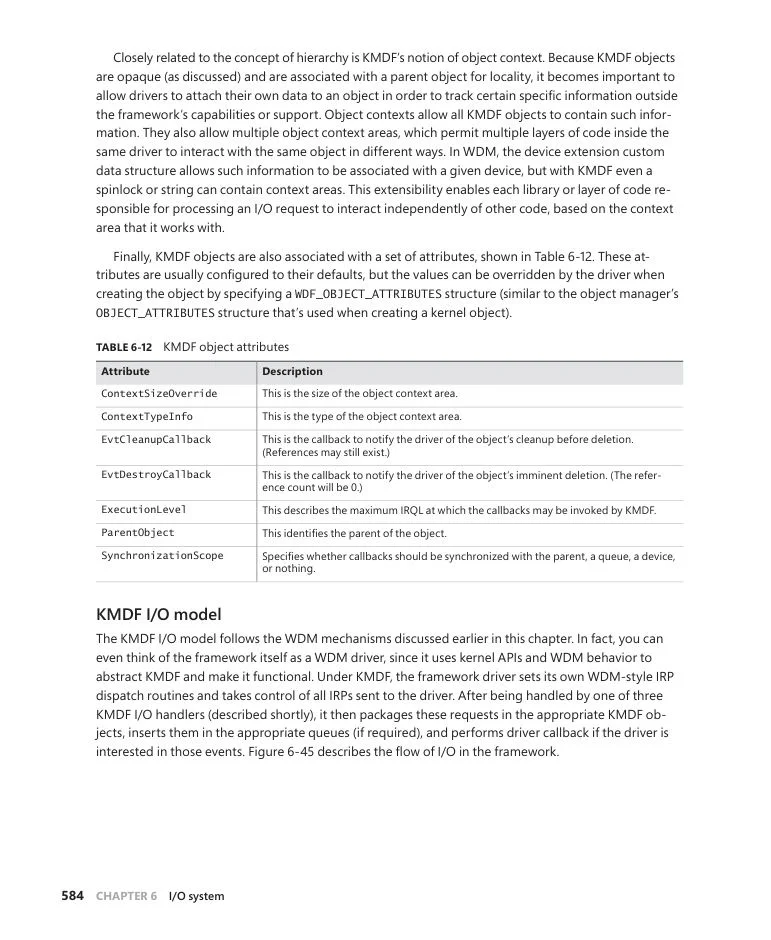 Closely related to the concept of hierarchy is KMDF’s notion of object context. Because KMDF objects
are opaque (as discussed) and are associated with a parent object for locality, it becomes important to
allow drivers to attach their own data to an object in order to track certain specific information outside
the framework’s capabilities or support. Object contexts allow all KMDF objects to contain such infor-
mation. They also allow multiple object context areas, which permit multiple layers of code inside the
same driver to interact with the same object in different ways. In WDM, the device extension custom
data structure allows such information to be associated with a given device, but with KMDF even a
spinlock or string can contain context areas. This extensibility enables each library or layer of code re-
sponsible for processing an I/O request to interact independently of other code, based on the context
area that it works with.
Finally, KMDF objects are also associated with a set of attributes, shown in Table 6-12. These at-
tributes are usually configured to their defaults, but the values can be overridden by the driver when
creating the object by specifying a WDF_OBJECT_ATTRIBUTES structure (similar to the object manager’s
OBJECT_ATTRIBUTES structure that’s used when creating a kernel object).
TABLE 6-12 KMDF object attributes
Attribute Description
ContextSizeOverride This is the size of the object context area.
ContextTypeInfo This is the type of the object context area.
EvtCleanupCallback This is the callback to notify the driver of the object’s cleanup before deletion.
(References may still exist.)
EvtDestroyCallback This is the callback to notify the driver of the object’s imminent deletion. (The refer-
ence count will be 0.)
ExecutionLevel This describes the maximum IRQL at which the callbacks may be invoked by KMDF.
ParentObject This identifies the parent of the object.
SynchronizationScope Specifies whether callbacks should be synchronized with the parent, a queue, a device,
or nothing.
KMDF I/O model
The KMDF I/O model follows the WDM mechanisms discussed earlier in this chapter. In fact, you can
even think of the framework itself as a WDM driver, since it uses kernel APIs and WDM behavior to
abstract KMDF and make it functional. Under KMDF, the framework driver sets its own WDM-style IRP
dispatch routines and takes control of all IRPs sent to the driver. After being handled by one of three
KMDF I/O handlers (described shortly), it then packages these requests in the appropriate KMDF ob-
jects, inserts them in the appropriate queues (if required), and performs driver callback if the driver is
interested in those events. Figure 6-45 describes the flow of I/O in the framework.
584 CHAPTER 6 I/O system